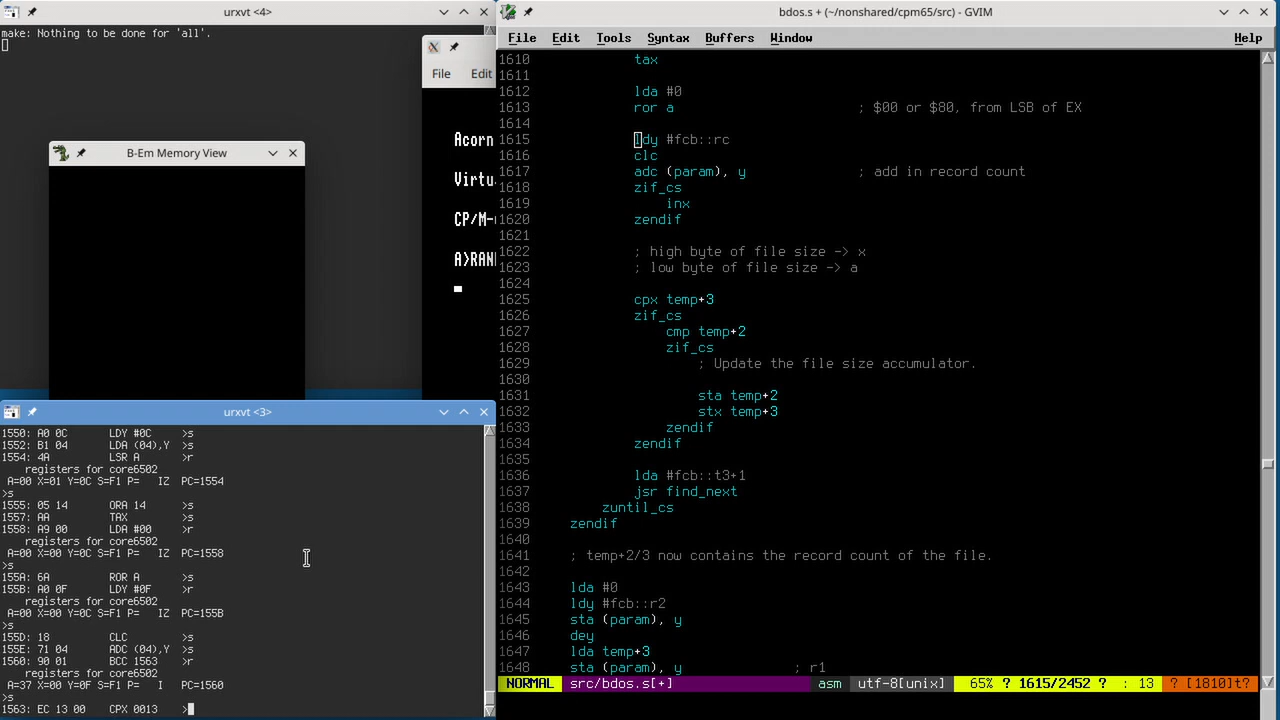 urxvt <4>
make: Nothing to be done for 'all'.
File Edit
Acorn
Virtu
CP/M-
A>RAN
B-Em Memory View
urxvt <3>
1550: A0 0C LDY #0C >s
1552: B1 04 LDA (04),Y >s
1554: 4A LSR A >r
registers for core6502
A=00 X=01 Y=0C S=F1 P= IZ PC=1554
>s
1555: 05 14 ORA 14 >s
1557: AA TAX >s
1558: A9 00 LDA #00 >r
registers for core6502
A=00 X=00 Y=0C S=F1 P= IZ PC=1558
>s
155A: 6A ROR A >s
155B: A0 0F LDY #0F >r
registers for core6502
A=00 X=00 Y=0C S=F1 P= IZ PC=155B
>s
155D: 18 CLC >s
155E: 71 04 ADC (04),Y >s
1560: 90 01 BCC 1563 >r
registers for core6502
A=37 X=00 Y=0F S=F1 P= I PC=1560
>s
1563: EC 13 00 CPX 0013 >
bdos.s + (~/nonshared/cpm65/src) - GVIM
File Edit Tools Syntax Buffers Window Help
1610 tax
1611
1612 lda #0
1613 ror a ; $00 or $80, from LSB of EX
1614
1615 ldy #fcb::rc
1616 clc
1617 adc (param), y ; add in record count
1618 zif_cs
1619 inx
1620 zendif
1621
1622 ; high byte of file size -> x
1623 ; low byte of file size -> a
1624
1625 cpx temp+3
1626 zif_cs
1627 cmp temp+2
1628 zif_cs
1629 ; Update the file size accumulator.
1630
1631 sta temp+2
1632 stx temp+3
1633 zendif
1634 zendif
1635
1636 lda #fcb::t3+1
1637 jsr find_next
1638 zuntil_cs
1639 zendif
1640
1641 ; temp+2/3 now contains the record count of the file.
1642
1643 lda #0
1644 ldy #fcb::r2
1645 sta (param), y
1646 dey
1647 lda temp+3
1648 sta (param), y ; r1
NORMAL src/bdos.s[+] asm utf-8[unix] 65% ? 1615/2452 ? : 13 ? [1810]t?